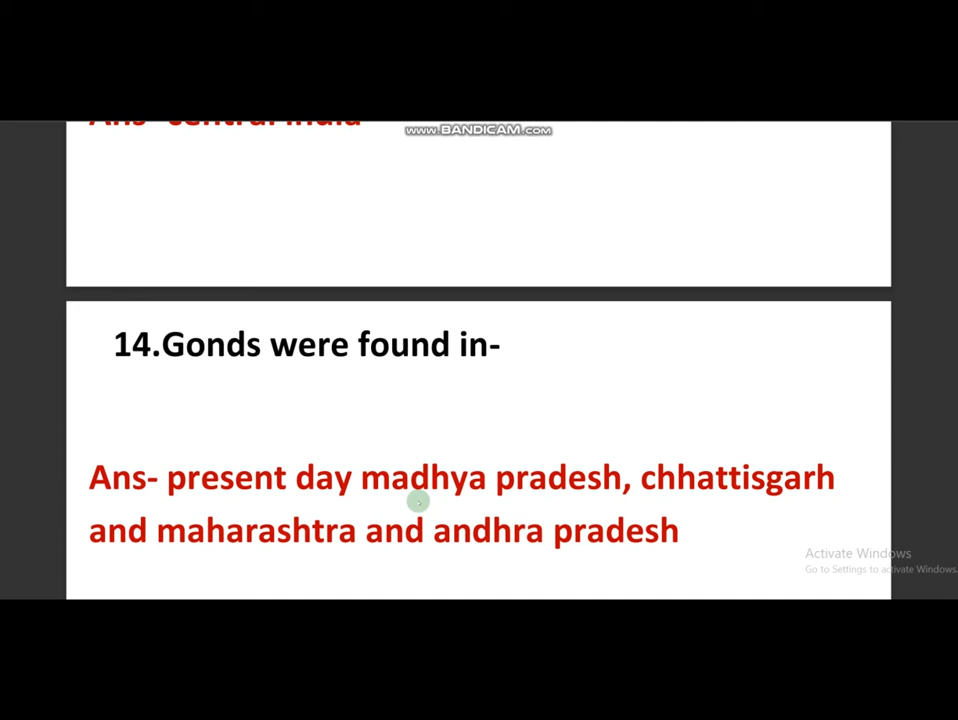 Ans- central india
www.BANDICAM.com
14.Gonds were found in-
Ans- present day madhya pradesh, chhattisgarh
and maharashtra and andhra pradesh
Activate Windows
Go to Settings to activate Windows.